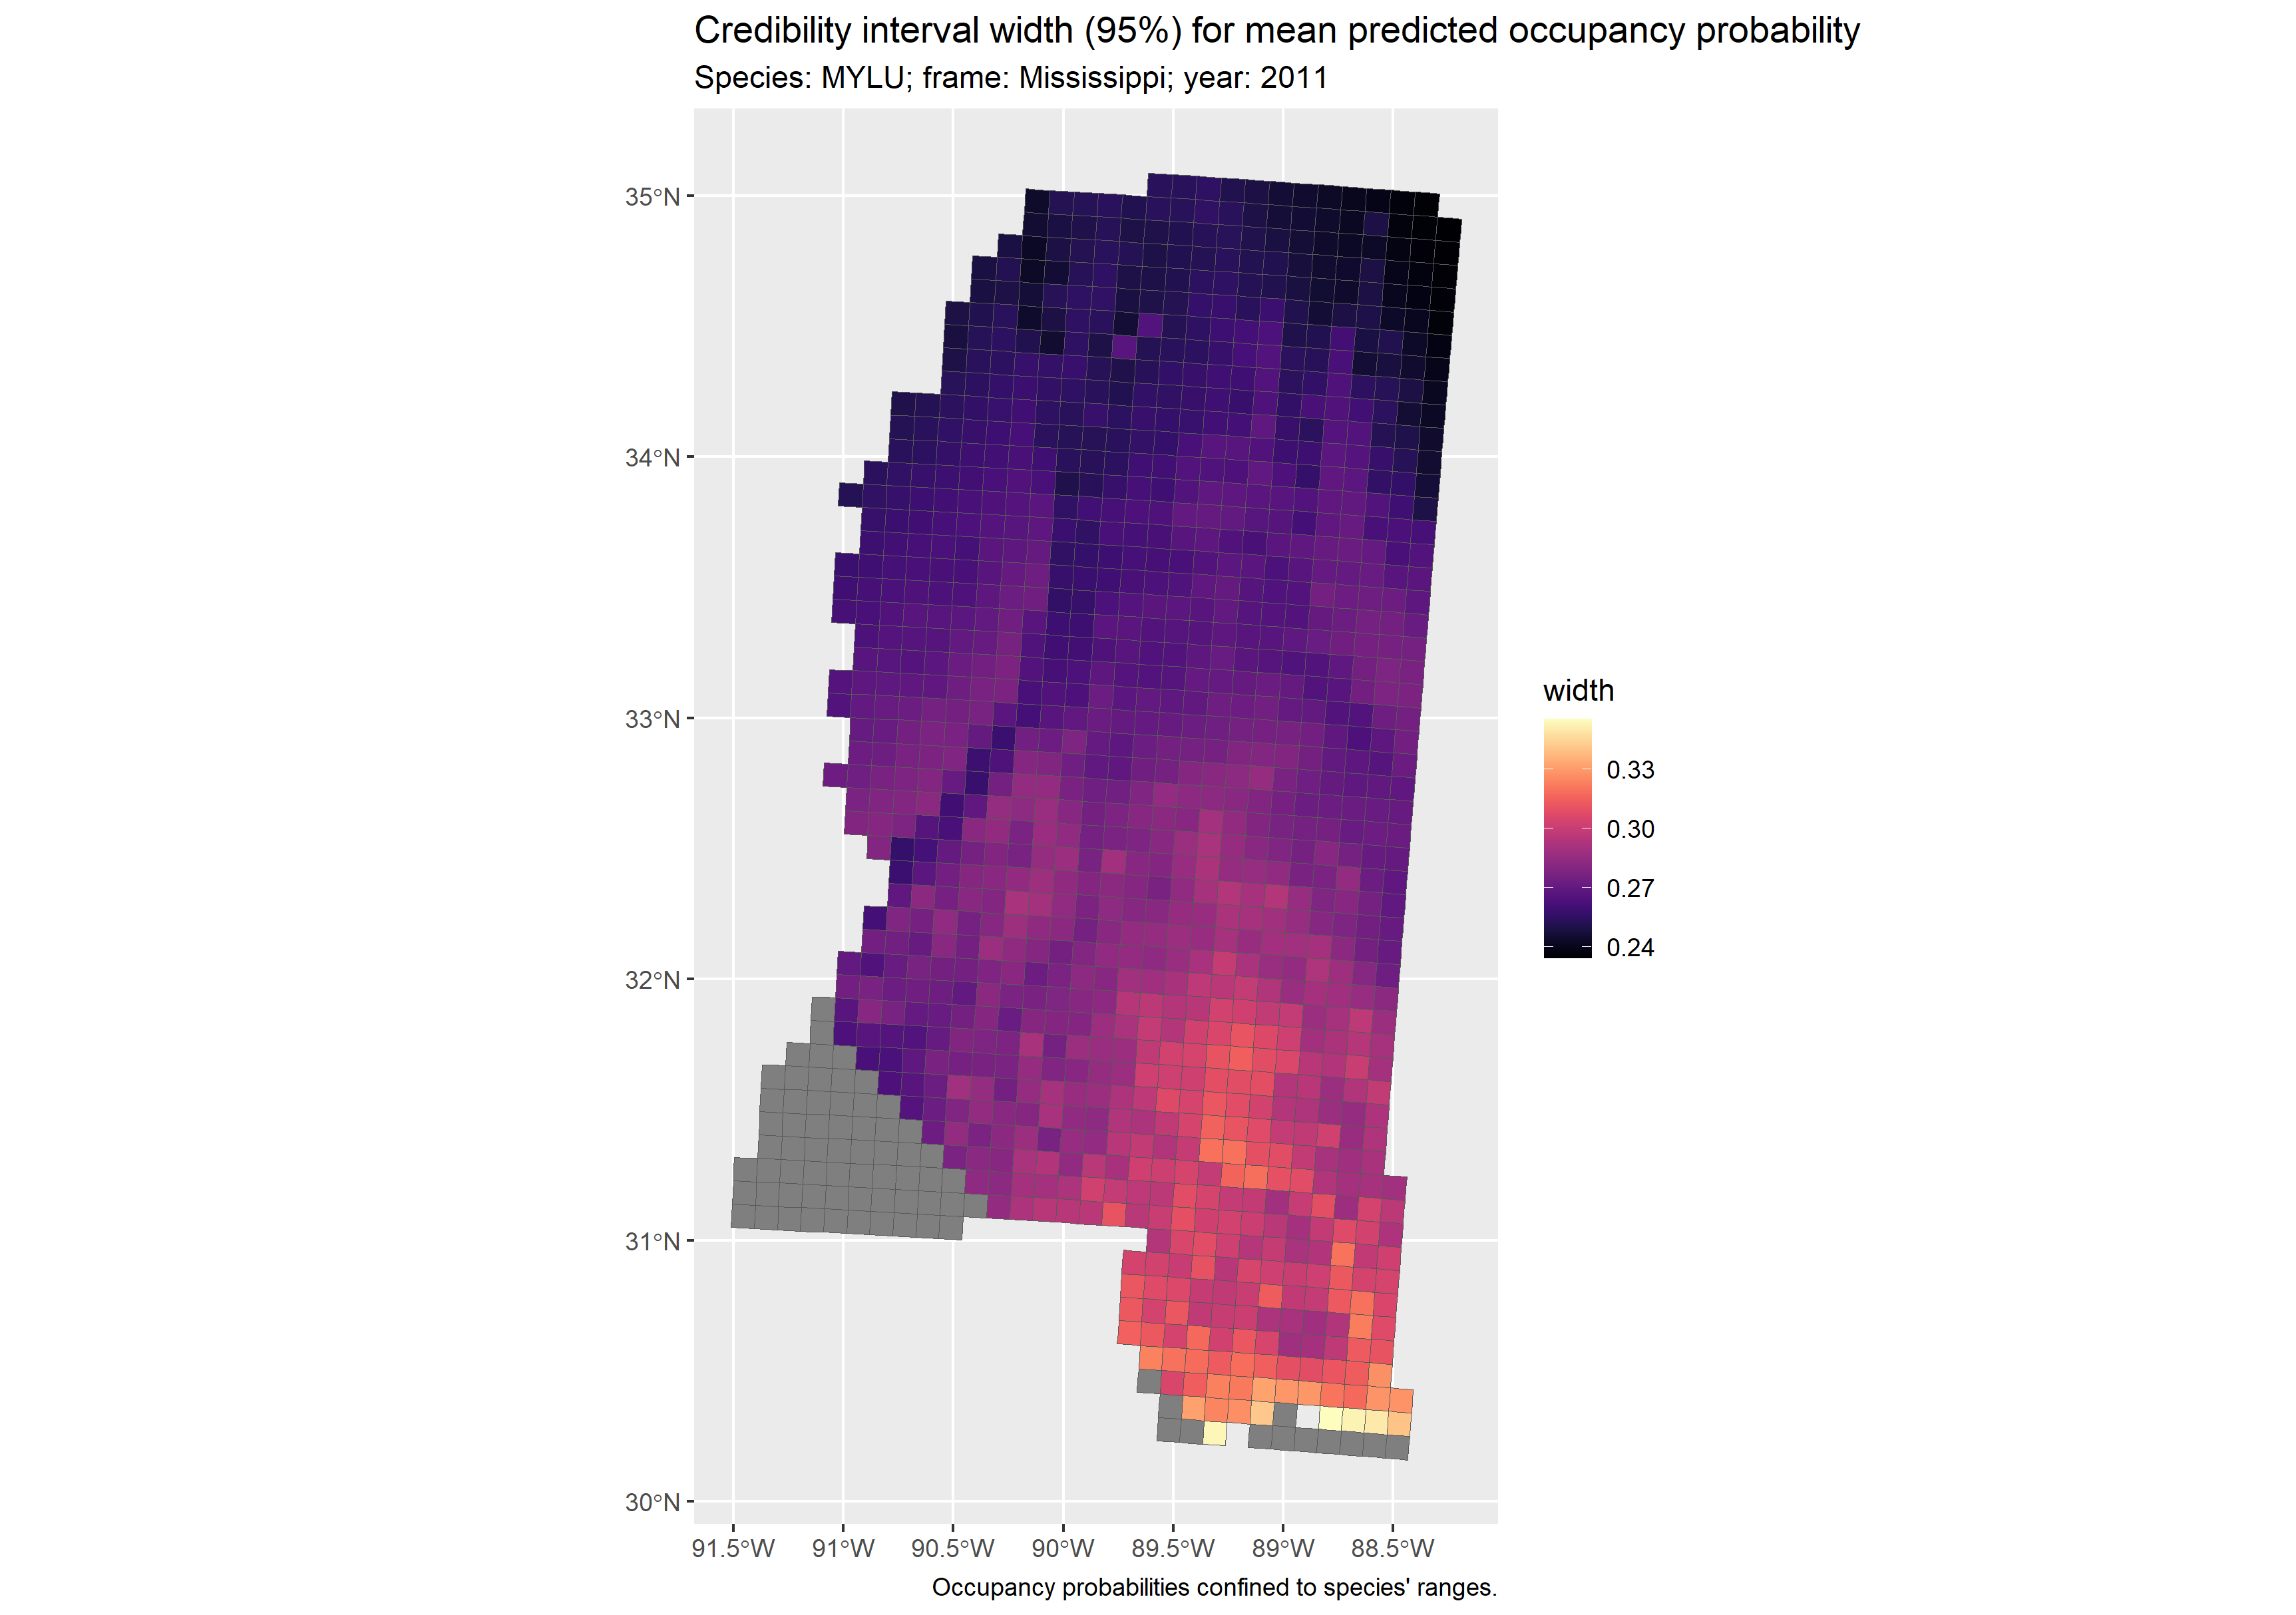 Credibility interval width (95%) for mean predicted occupancy probability
Species: MYLU; frame: Mississippi; year: 2011
35°N
34°N
33°N
32°N
31°N
30°N
91.5°W 91°W 90.5°W 90°W 89.5°W 89°W 88.5°W
width
0.33
0.30
0.27
0.24
Occupancy probabilities confined to species' ranges.